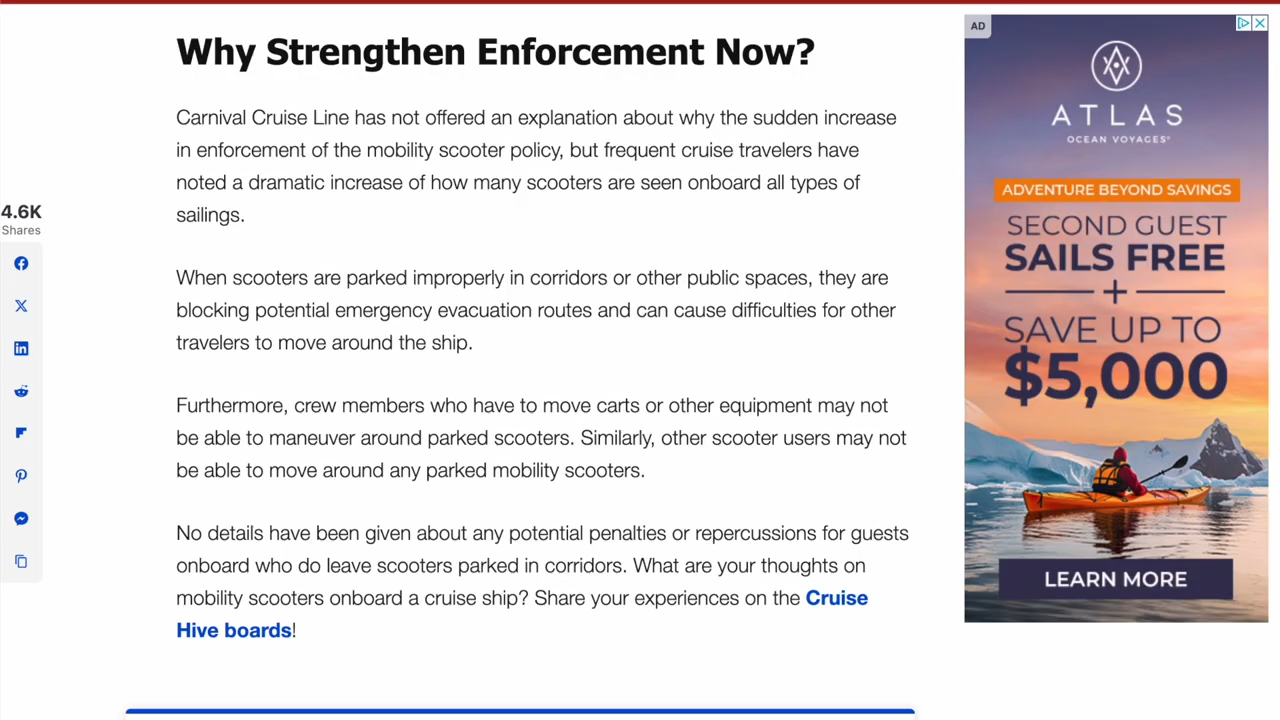 Why Strengthen Enforcement Now?
Carnival Cruise Line has not offered an explanation about why the sudden increase
in enforcement of the mobility scooter policy, but frequent cruise travelers have
noted a dramatic increase of how many scooters are seen onboard all types of
sailings.
When scooters are parked improperly in corridors or other public spaces, they are
blocking potential emergency evacuation routes and can cause difficulties for other
travelers to move around the ship.
Furthermore, crew members who have to move carts or other equipment may not
be able to maneuver around parked scooters. Similarly, other scooter users may not
be able to move around any parked mobility scooters.
No details have been given about any potential penalties or repercussions for guests
onboard who do leave scooters parked in corridors. What are your thoughts on
mobility scooters onboard a cruise ship? Share your experiences on the Cruise
Hive boards!
4.6K
Shares
AD
ATLAS
OCEAN VOYAGES®
ADVENTURE BEYOND SAVINGS
SECOND GUEST
SAILS FREE
+
SAVE UP TO
$5,000
LEARN MORE